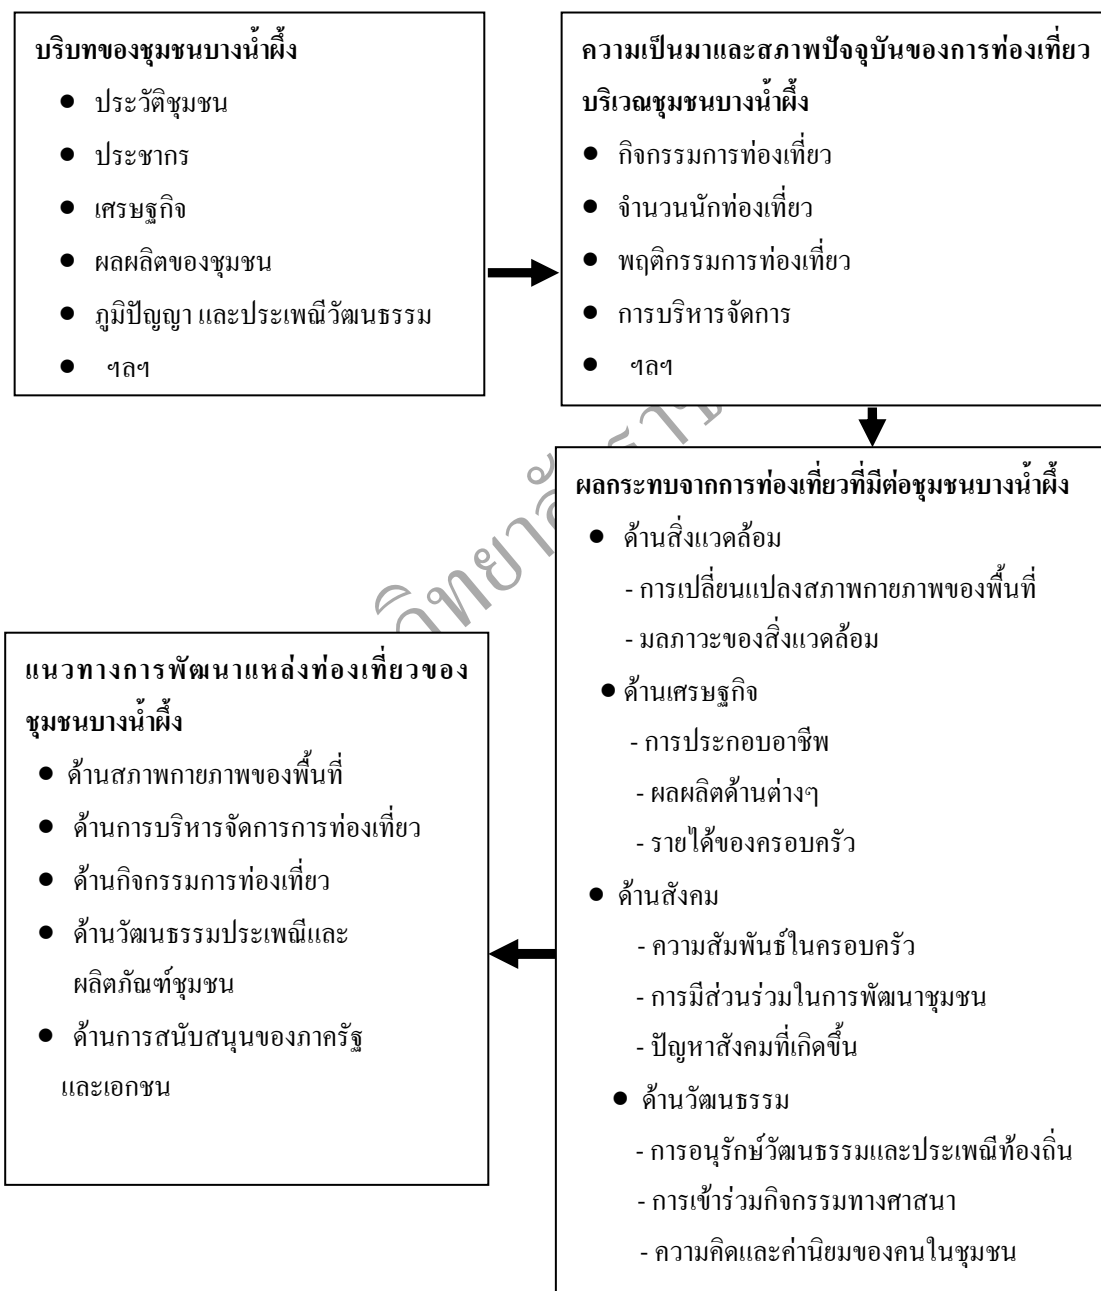 บริบทของชุมชนบางน้ำผึ้ง
● ประวัติชุมชน
● ประชากร
● เศรษฐกิจ
● ผลผลิตของชุมชน
● ภูมิปัญญา และประเพณีวัฒนธรรม
● ฯลฯ
ความเป็นมาและสภาพปัจจุบันของการท่องเที่ยว
บริเวณชุมชนบางน้ำผึ้ง
● กิจกรรมการท่องเที่ยว
● จำนวนนักท่องเที่ยว
● พฤติกรรมการท่องเที่ยว
● การบริหารจัดการ
● ฯลฯ
ผลกระทบจากการท่องเที่ยวที่มีต่อชุมชนบางน้ำผึ้ง
● ด้านสิ่งแวดล้อม
- การเปลี่ยนแปลงสภาพกายภาพของพื้นที่
- มลภาวะของสิ่งแวดล้อม
● ด้านเศรษฐกิจ
- การประกอบอาชีพ
- ผลผลิตด้านต่างๆ
- รายได้ของครอบครัว
● ด้านสังคม
- ความสัมพันธ์ในครอบครัว
- การมีส่วนร่วมในการพัฒนาชุมชน
- ปัญหาสังคมที่เกิดขึ้น
● ด้านวัฒนธรรม
- การอนุรักษ์วัฒนธรรมและประเพณีท้องถิ่น
- การเข้าร่วมกิจกรรมทางศาสนา
- ความคิดและค่านิยมของคนในชุมชน
แนวทางการพัฒนาแหล่งท่องเที่ยวของ
ชุมชนบางน้ำผึ้ง
● ด้านสภาพกายภาพของพื้นที่
● ด้านการบริหารจัดการการท่องเที่ยว
● ด้านกิจกรรมการท่องเที่ยว
● ด้านวัฒนธรรมประเพณีและ
ผลิตภัณฑ์ชุมชน
● ด้านการสนับสนุนของภาครัฐ
และเอกชน